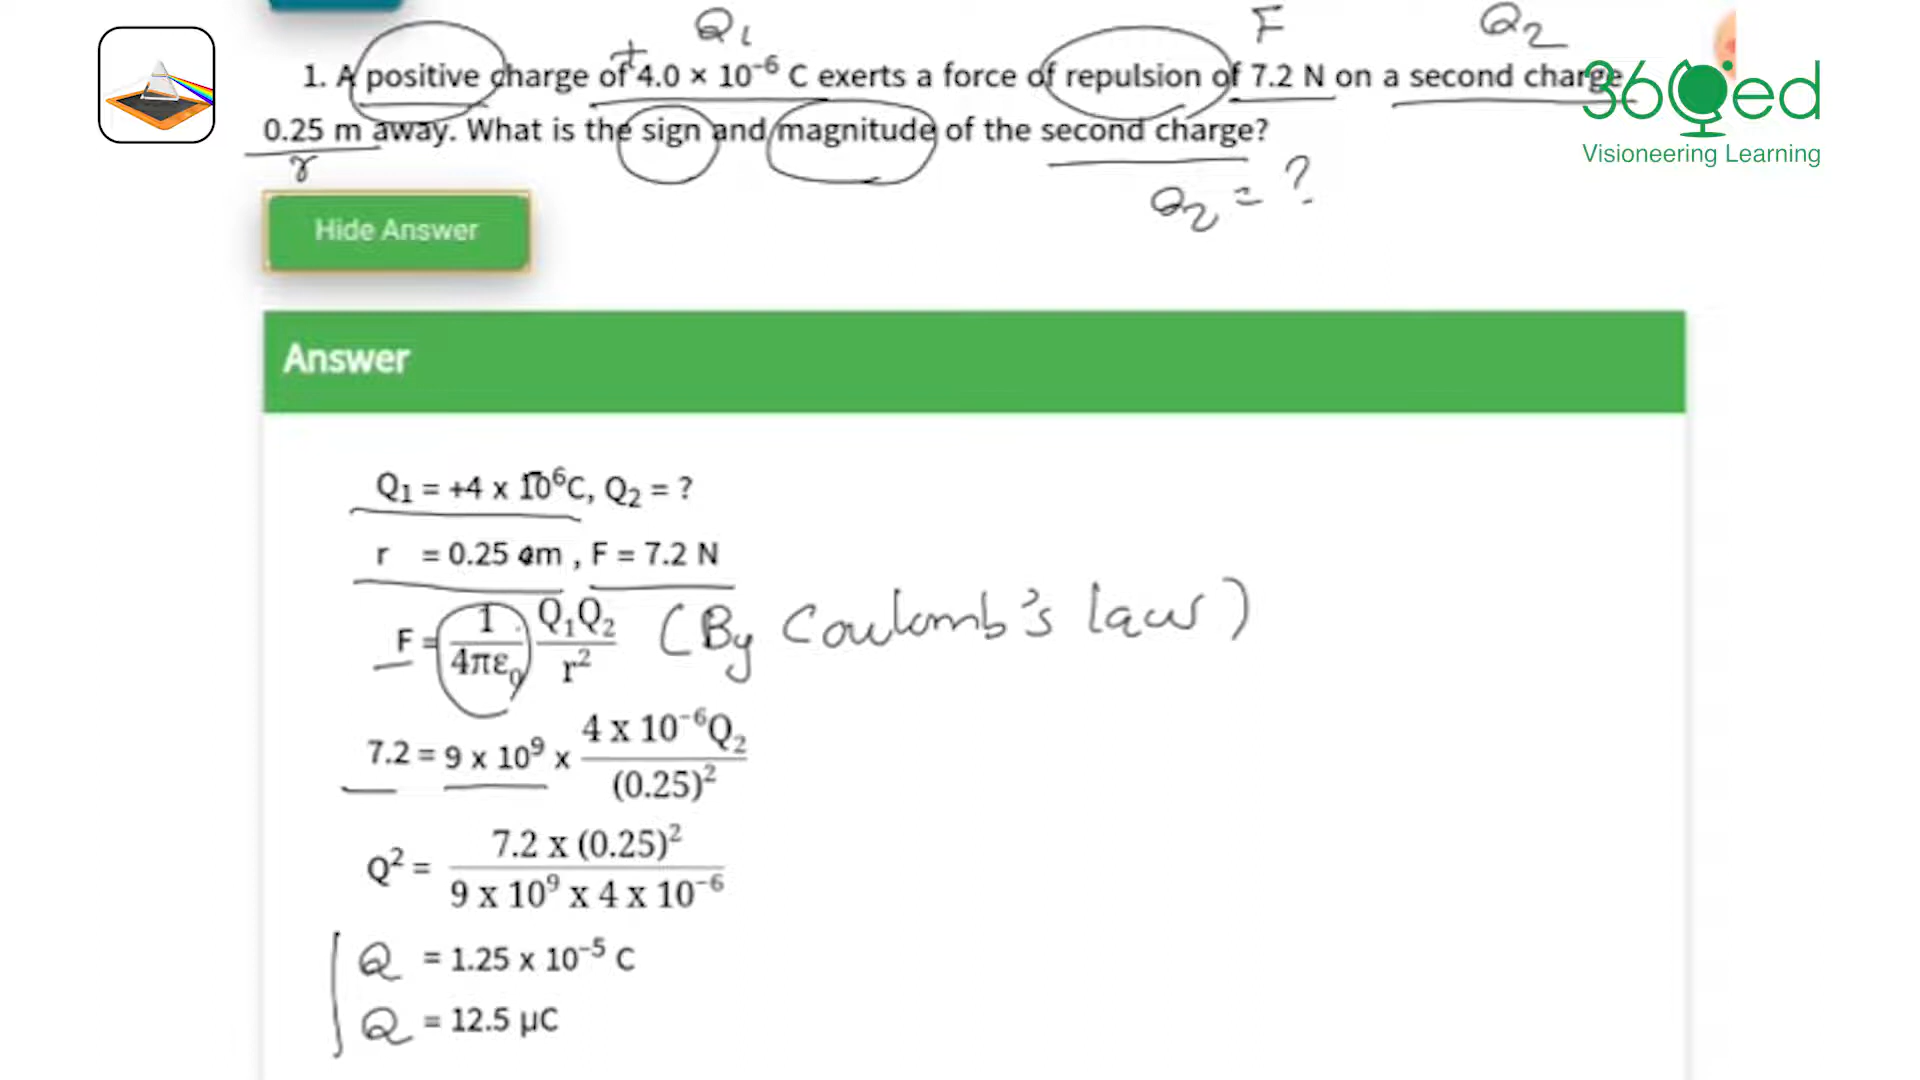 Q₁ F Q₂
1. A positive charge of +4.0 × 10⁻⁶ C exerts a force of repulsion of 7.2 N on a second charge
0.25 m away. What is the sign and magnitude of the second charge?
r
Q₂ = ?
360ed
Visioneering Learning
Hide Answer
Answer
Q₁ = +4 x 10⁻⁶C, Q₂ = ?
r = 0.25 m , F = 7.2 N
F = 1/4πε₀ Q₁Q₂/r² (By Coulomb's law)
7.2 = 9 x 10⁹ x 4 x 10⁻⁶Q₂/(0.25)²
Q² = 7.2 x (0.25)²/9 x 10⁹ x 4 x 10⁻⁶
Q = 1.25 x 10⁻⁵ C
Q = 12.5 µC